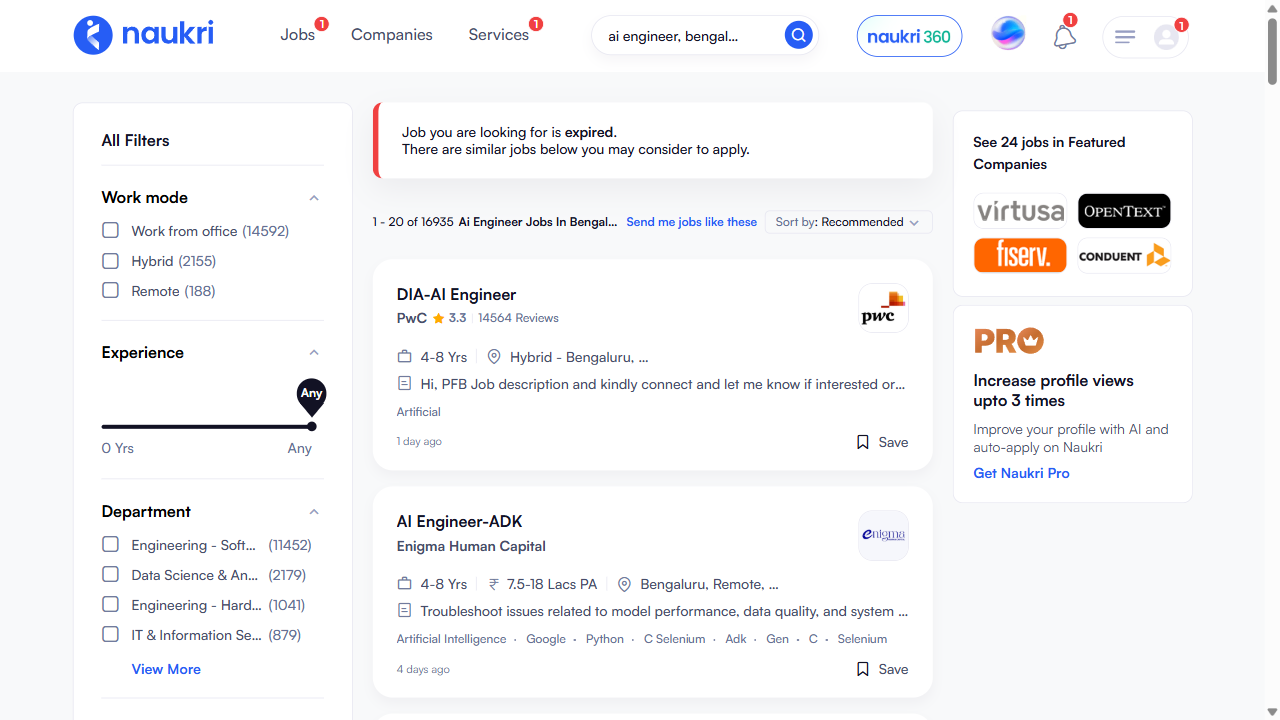 naukri
Jobs 1
Companies
Services 1
ai engineer, bengal...
naukri 360
1
1
All Filters
Work mode
Work from office (14592)
Hybrid (2155)
Remote (188)
Experience
Any
0 Yrs Any
Department
Engineering - Soft... (11452)
Data Science & An... (2179)
Engineering - Hard... (1041)
IT & Information Se... (879)
View More
Job you are looking for is expired.
There are similar jobs below you may consider to apply.
1 - 20 of 16935 Ai Engineer Jobs In Bengal... Send me jobs like these Sort by: Recommended
DIA-AI Engineer
PwC 3.3 14564 Reviews
pwc
4-8 Yrs Hybrid - Bengaluru, ...
Hi, PFB Job description and kindly connect and let me know if interested or...
Artificial
1 day ago Save
AI Engineer-ADK
Enigma Human Capital
enigma
4-8 Yrs ₹ 7.5-18 Lacs PA Bengaluru, Remote, ...
Troubleshoot issues related to model performance, data quality, and system ...
Artificial Intelligence · Google · Python · C Selenium · Adk · Gen · C · Selenium
4 days ago Save
See 24 jobs in Featured
Companies
virtusa OPENTEXT
fiserv. CONDUENT
PRO
Increase profile views
upto 3 times
Improve your profile with AI and
auto-apply on Naukri
Get Naukri Pro